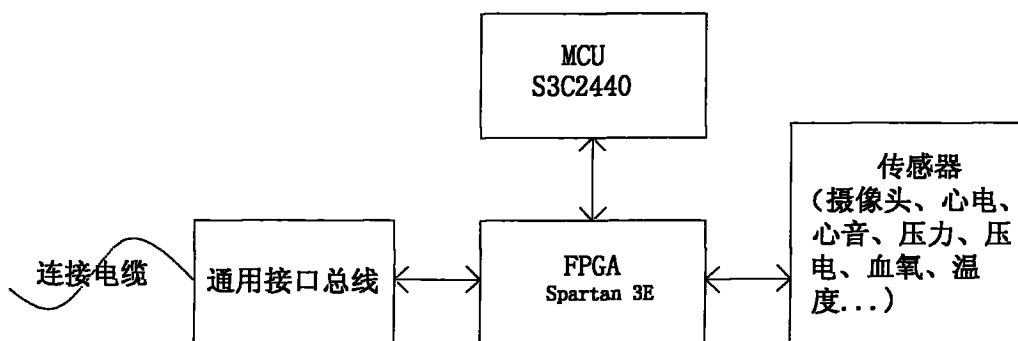 MCU
S3C2440
传感器
（摄像头、心电、
心音、压力、压
电、血氧、温
度...）
连接电缆
通用接口总线
FPGA
Spartan 3E